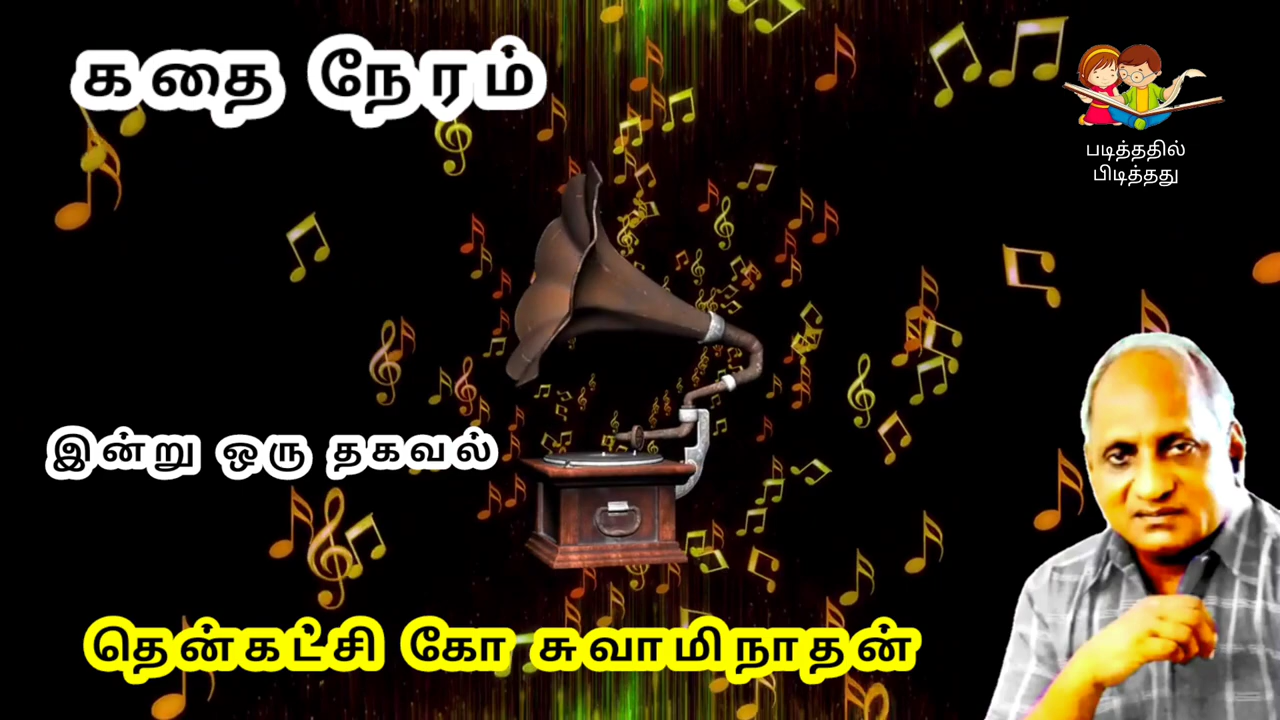 கதை நேரம்
படித்ததில்
பிடித்தது
இன்று ஒரு தகவல்
தென்கட்சி கோ சுவாமிநாதன்